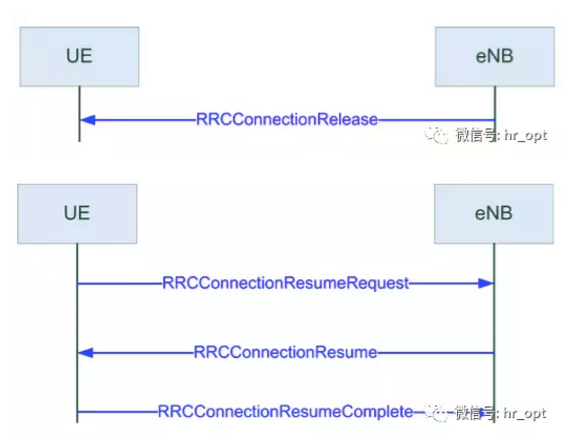 UE
eNB
RRCConnectionRelease
微信号: hr_opt
UE
eNB
RRCConnectionResumeRequest
RRCConnectionResume
RRCConnectionResumeComplete
微信号: hr_opt